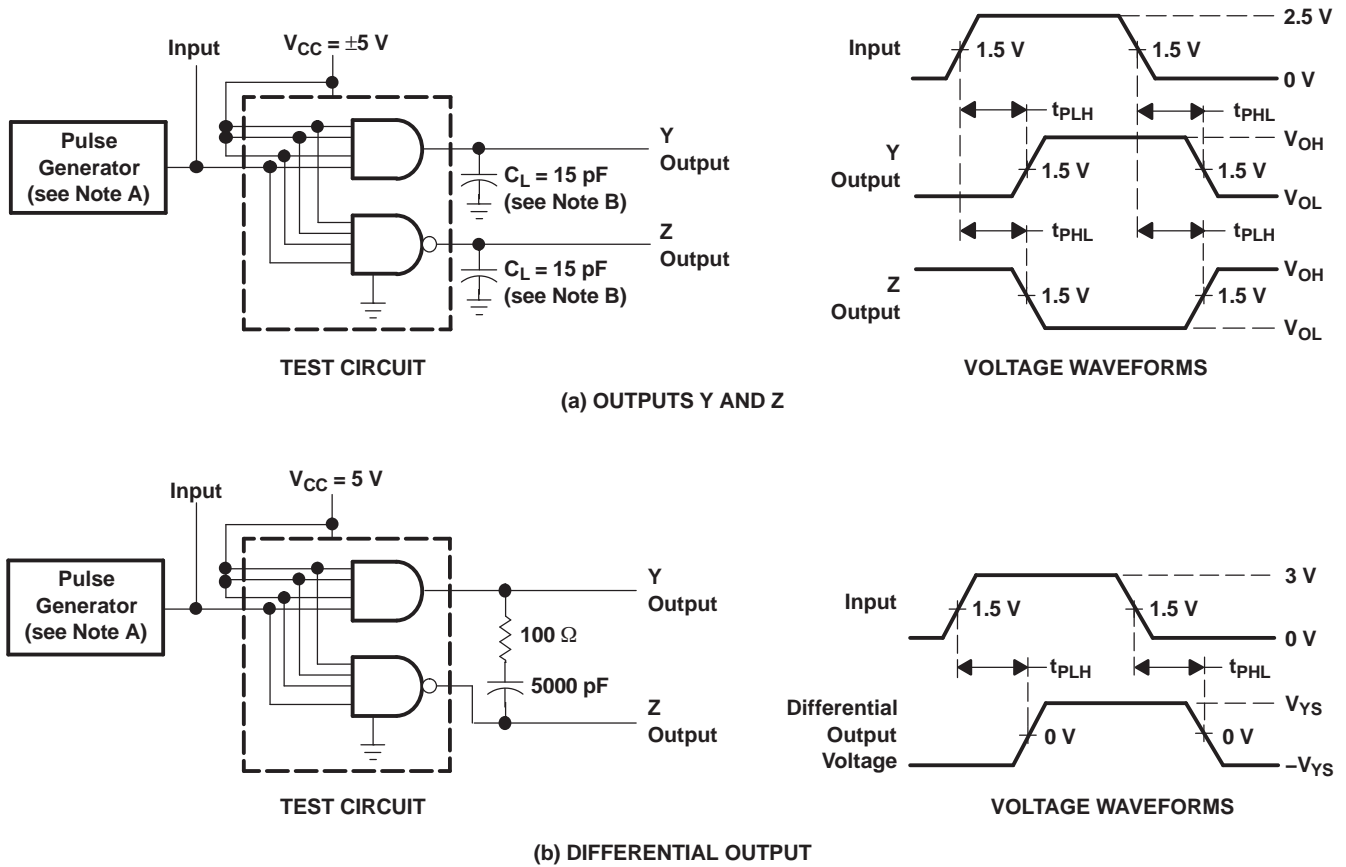 Input
VCC = ±5 V
Pulse
Generator
(see Note A)
Y
Output
CL = 15 pF
(see Note B)
Z
Output
CL = 15 pF
(see Note B)
TEST CIRCUIT
Input
1.5 V
1.5 V
2.5 V
0 V
tPLH
tPHL
Y
Output
1.5 V
1.5 V
VOH
VOL
tPHL
tPLH
Z
Output
1.5 V
1.5 V
VOH
VOL
VOLTAGE WAVEFORMS
(a) OUTPUTS Y AND Z
Input
VCC = 5 V
Pulse
Generator
(see Note A)
Y
Output
100 Ω
5000 pF
Z
Output
TEST CIRCUIT
Input
1.5 V
1.5 V
3 V
0 V
tPLH
tPHL
Differential
Output
Voltage
0 V
0 V
VYS
–VYS
VOLTAGE WAVEFORMS
(b) DIFFERENTIAL OUTPUT